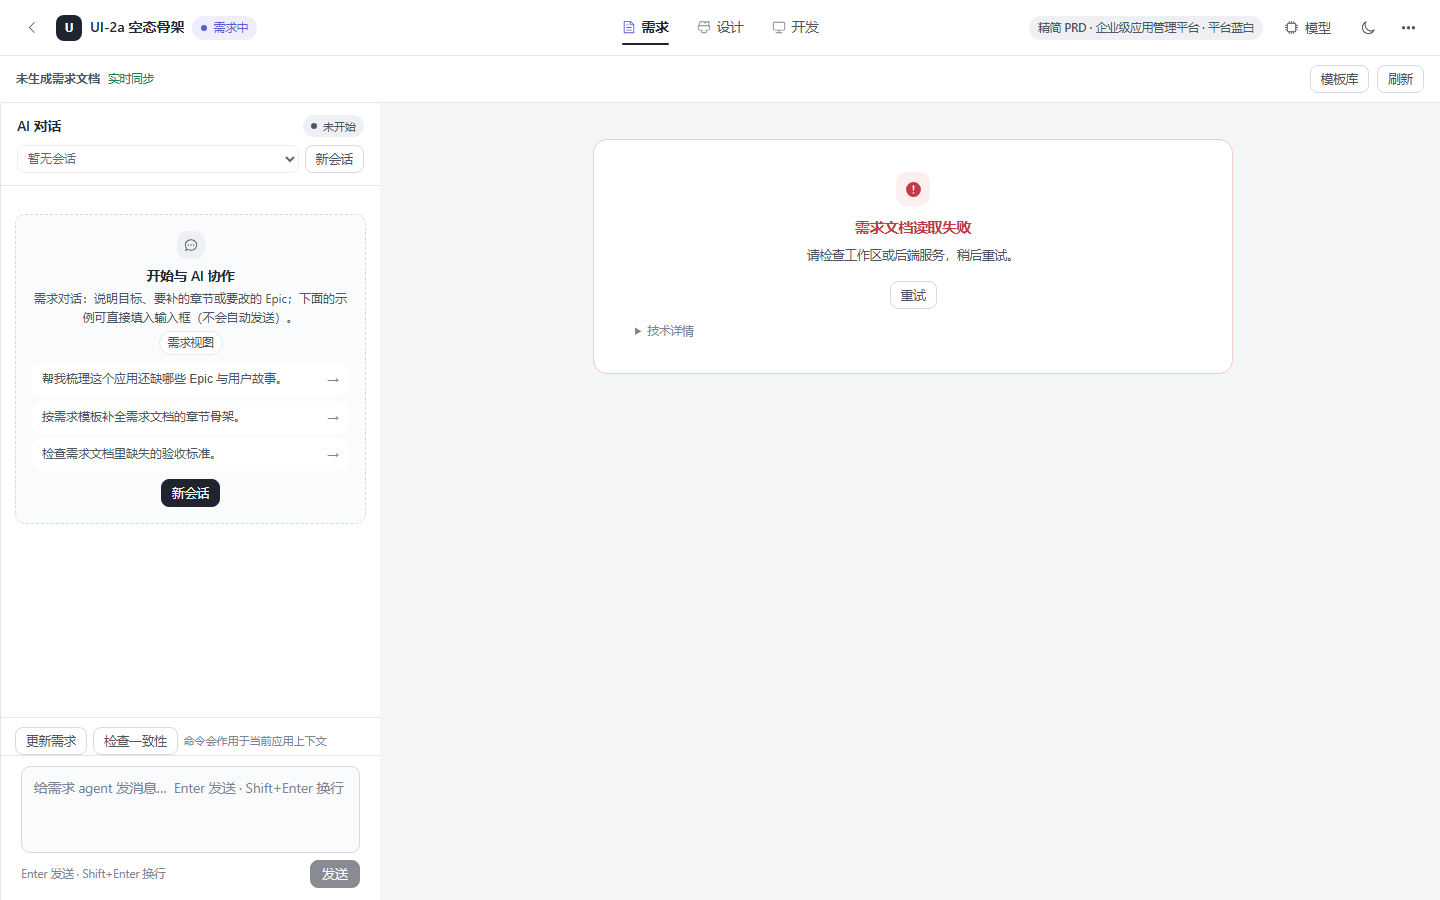 U
UI-2a 空态骨架
需求中
需求
设计
开发
精简 PRD · 企业级应用管理平台 · 平台蓝白
模型
未生成需求文档
实时同步
模板库
刷新
AI 对话
未开始
暂无会话
新会话
开始与 AI 协作
需求对话：说明目标、要补的章节或要改的 Epic；下面的示
例可直接填入输入框（不会自动发送）。
需求视图
帮我梳理这个应用还缺哪些 Epic 与用户故事。 →
按需求模板补全需求文档的章节骨架。 →
检查需求文档里缺失的验收标准。 →
新会话
更新需求
检查一致性
命令会作用于当前应用上下文
给需求 agent 发消息... Enter 发送 · Shift+Enter 换行
Enter 发送 · Shift+Enter 换行
发送
需求文档读取失败
请检查工作区或后端服务，稍后重试。
重试
技术详情